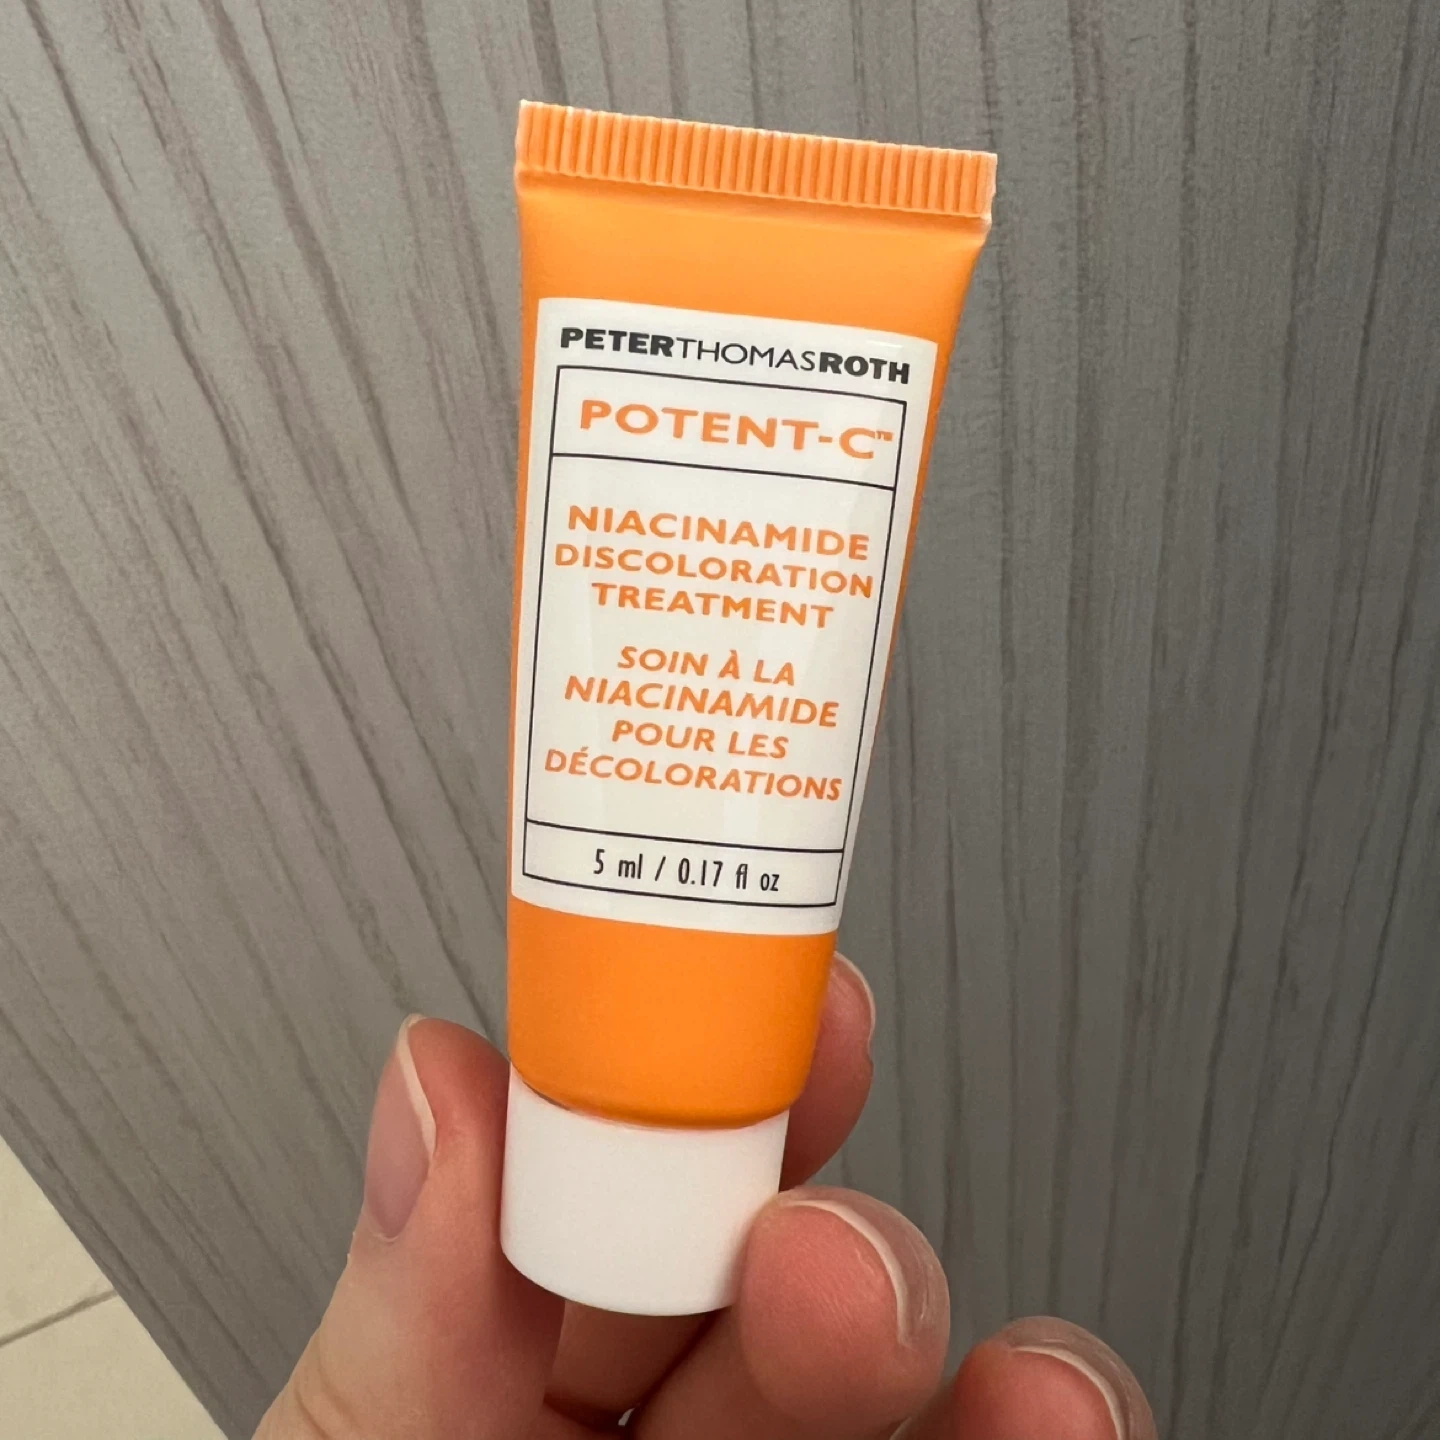 PETERTHOMASROTH
POTENT-C™
NIACINAMIDE
DISCOLORATION
TREATMENT
SOIN À LA
NIACINAMIDE
POUR LES
DÉCOLORATIONS
5 ml / 0.17 fl oz